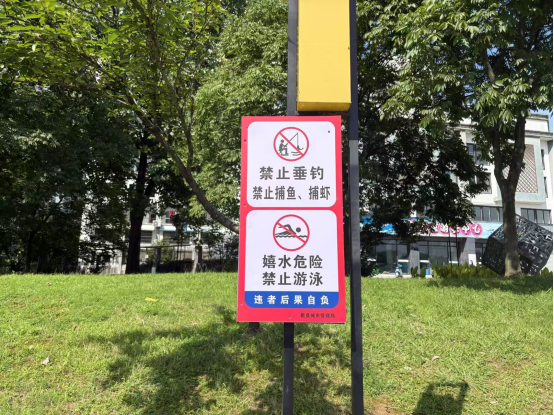 禁止垂钓
禁止捕鱼、捕虾
嬉水危险
禁止游泳
违者后果自负